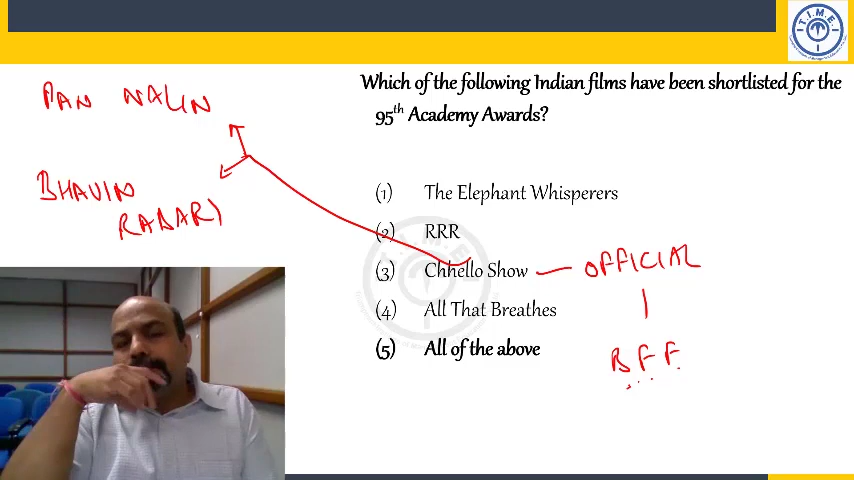 T.I.M.E.
Which of the following Indian films have been shortlisted for the
95th Academy Awards?
PAN NALIN
BHAVIN
RABARI
(1) The Elephant Whisperers
(2) RRR
(3) Chhello Show — OFFICIAL
(4) All That Breathes
BFF
(5) All of the above